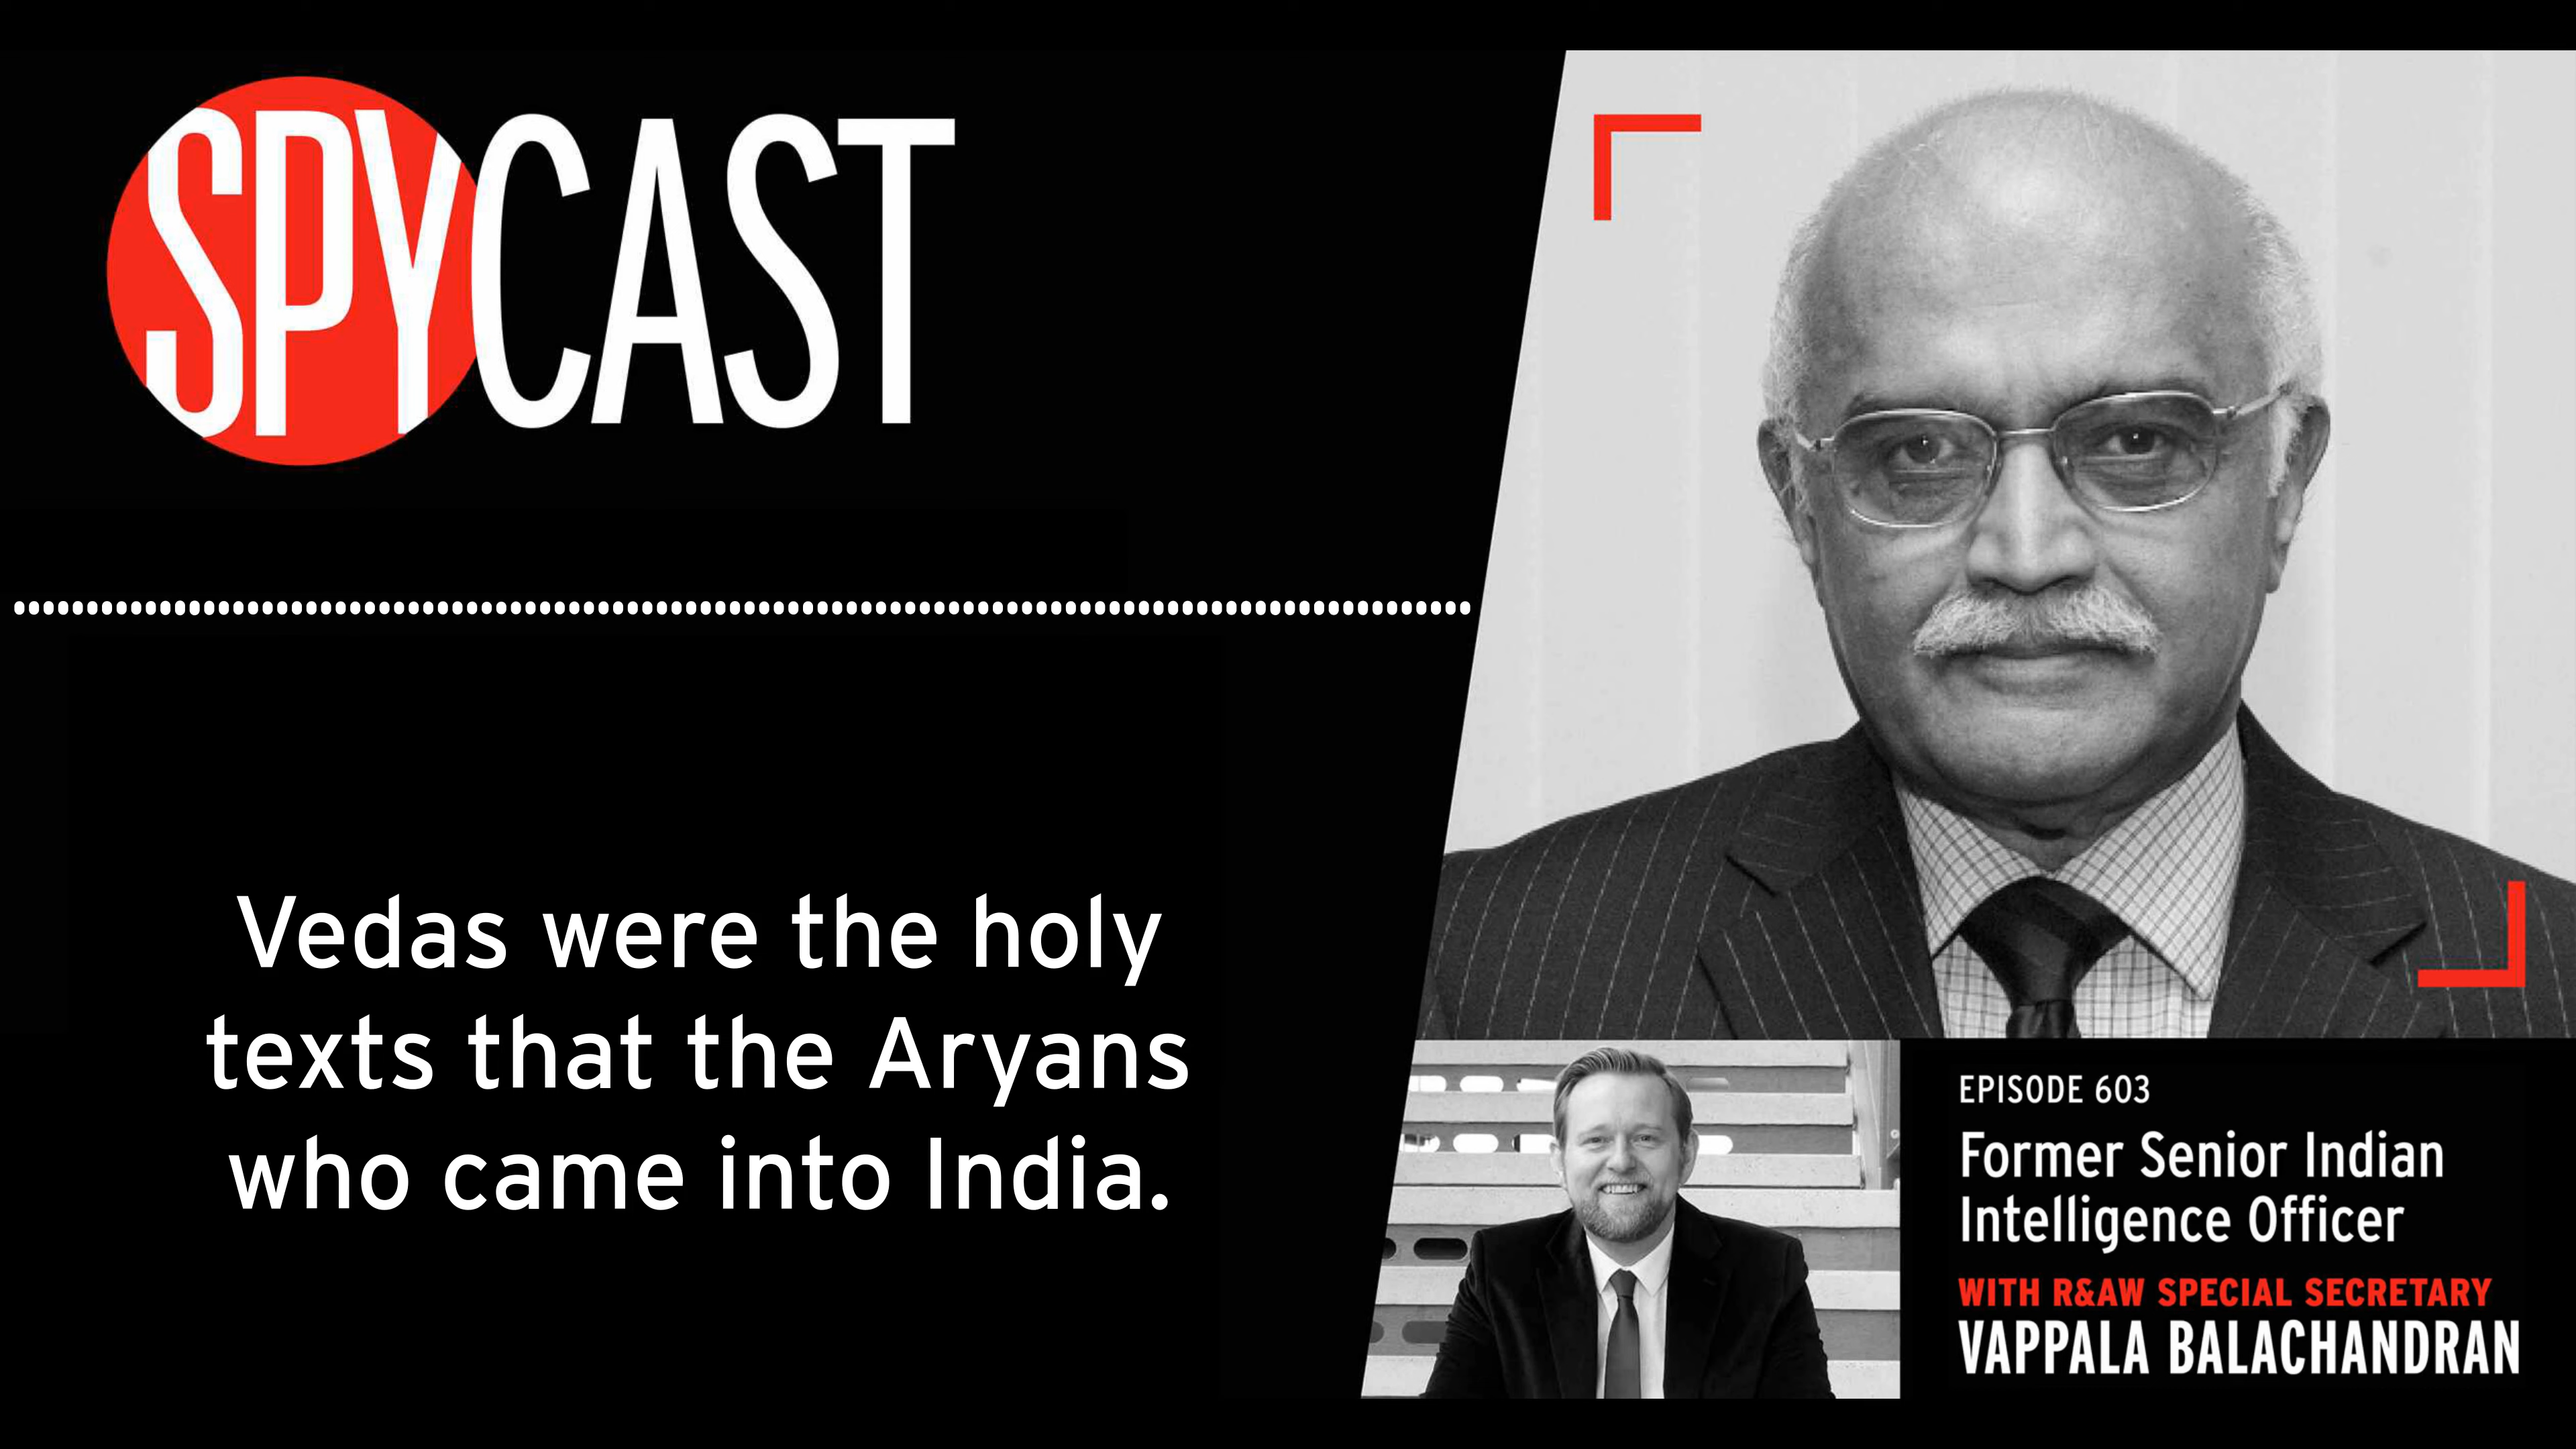 SPYCAST
Vedas were the holy
texts that the Aryans
who came into India.
EPISODE 603
Former Senior Indian
Intelligence Officer
WITH R&AW SPECIAL SECRETARY
VAPPALA BALACHANDRAN